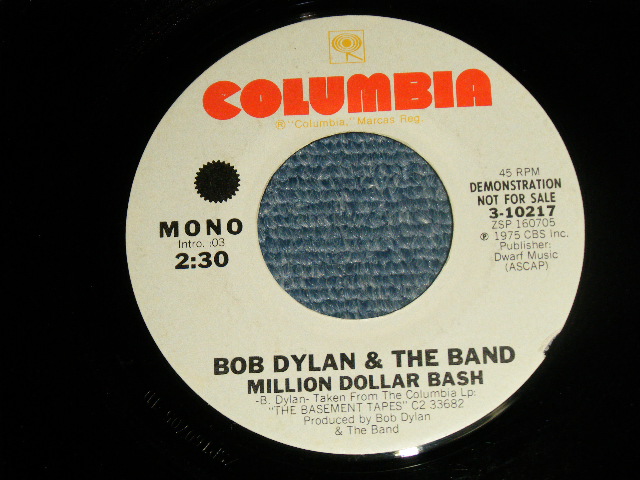 COLUMBIA
® "Columbia," Marcas Reg.
MONO
Intro. :03
2:30
45 RPM
DEMONSTRATION
NOT FOR SALE
3-10217
ZSP 160705
℗ 1975 CBS Inc.
Publisher:
Dwarf Music
(ASCAP)
BOB DYLAN & THE BAND
MILLION DOLLAR BASH
-B. Dylan- Taken From The Columbia Lp:
"THE BASEMENT TAPES" C2 33682
Produced by Bob Dylan
& The Band